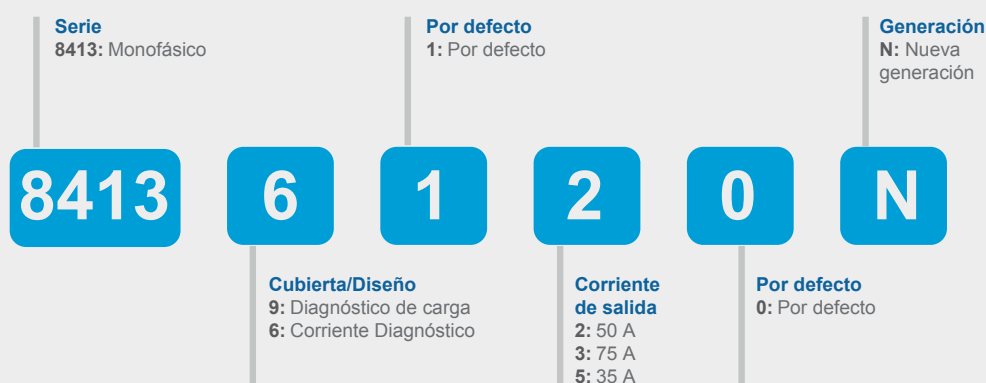 Serie
8413: Monofásico
Por defecto
1: Por defecto
Generación
N: Nueva
generación
8413 6 1 2 0 N
Cubierta/Diseño
9: Diagnóstico de carga
6: Corriente Diagnóstico
Corriente
de salida
2: 50 A
3: 75 A
5: 35 A
Por defecto
0: Por defecto